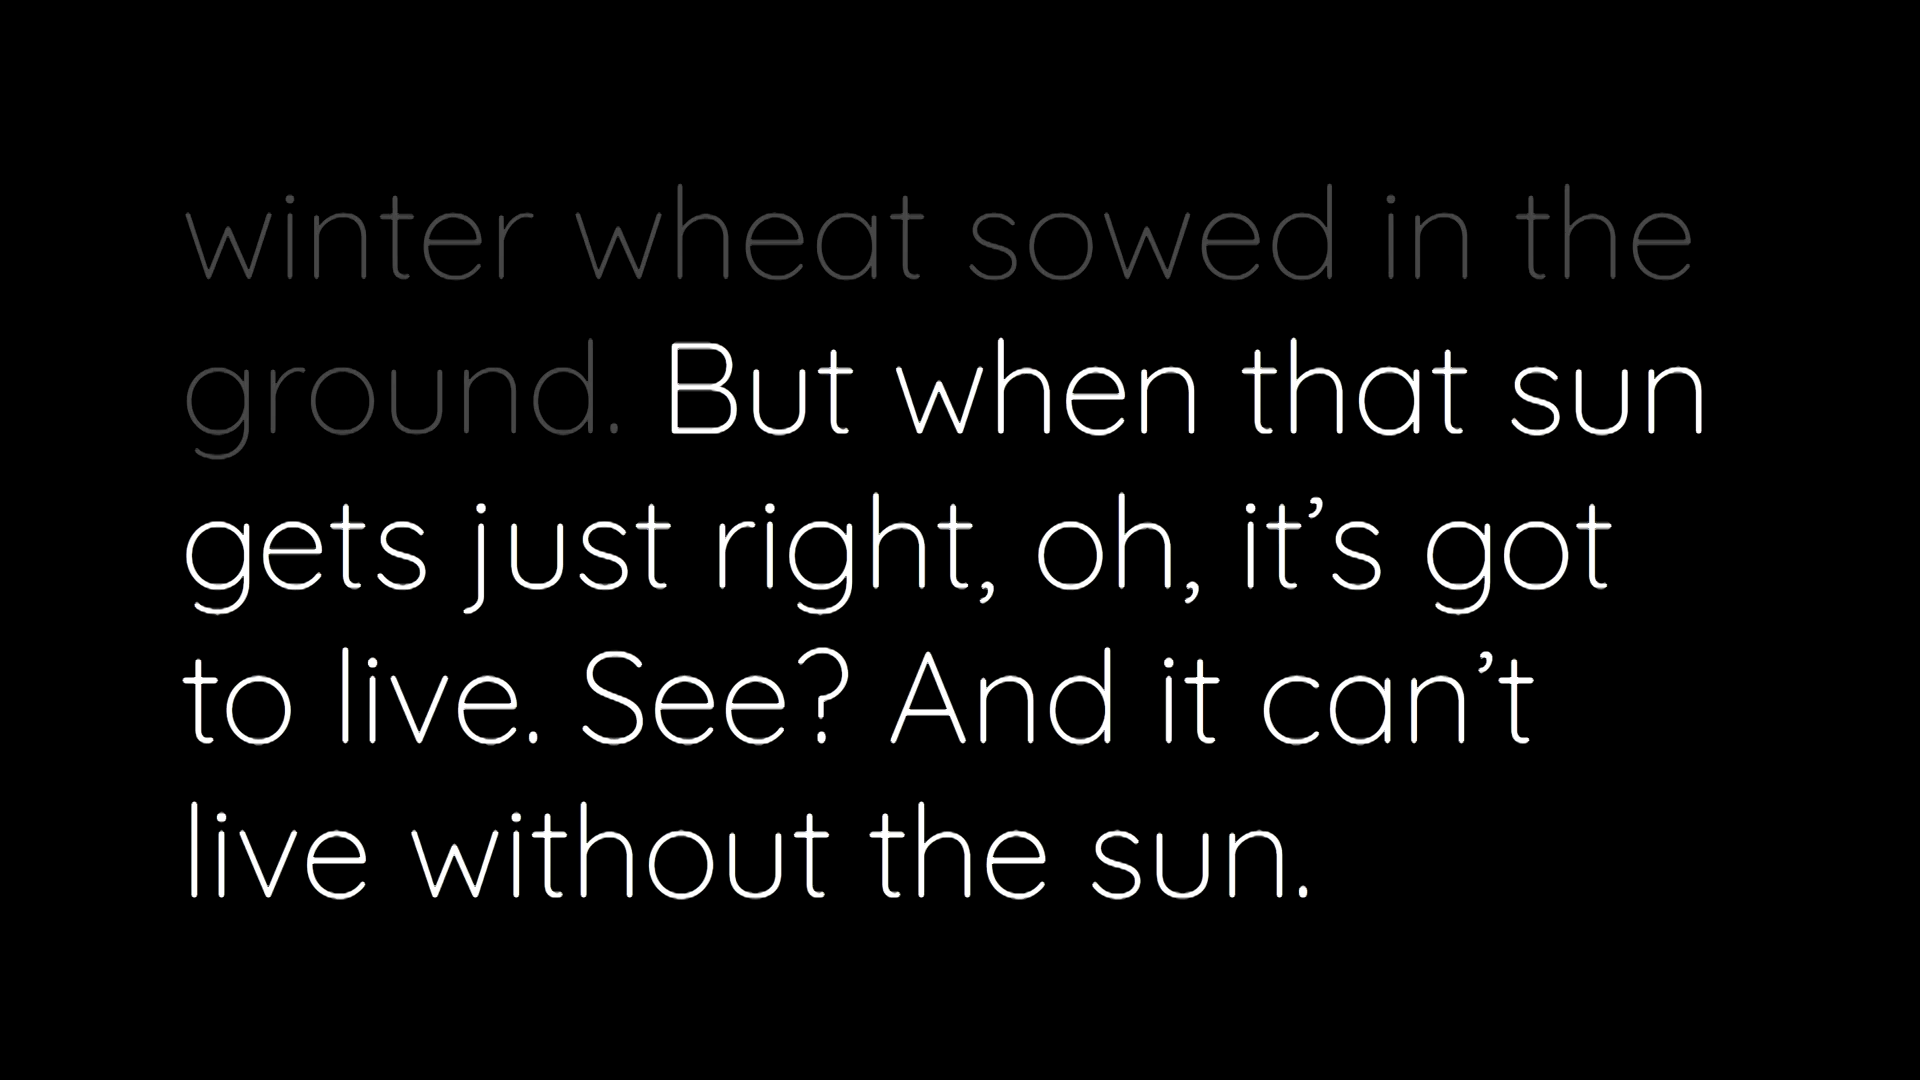 winter wheat sowed in the
ground. But when that sun
gets just right, oh, it’s got
to live. See? And it can’t
live without the sun.